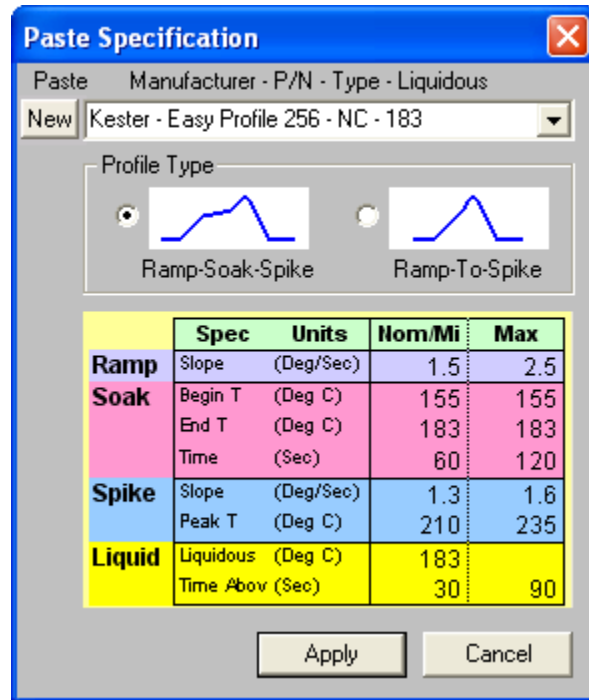 Paste Specification
Paste Manufacturer - P/N - Type - Liquidous
New Kester - Easy Profile 256 - NC - 183
Profile Type
Ramp-Soak-Spike Ramp-To-Spike
Spec Units Nom/Mi Max
Ramp Slope (Deg/Sec) 1.5 2.5
Soak Begin T (Deg C) 155 155
End T (Deg C) 183 183
Time (Sec) 60 120
Spike Slope (Deg/Sec) 1.3 1.6
Peak T (Deg C) 210 235
Liquid Liquidous (Deg C) 183
Time Abov (Sec) 30 90
Apply Cancel